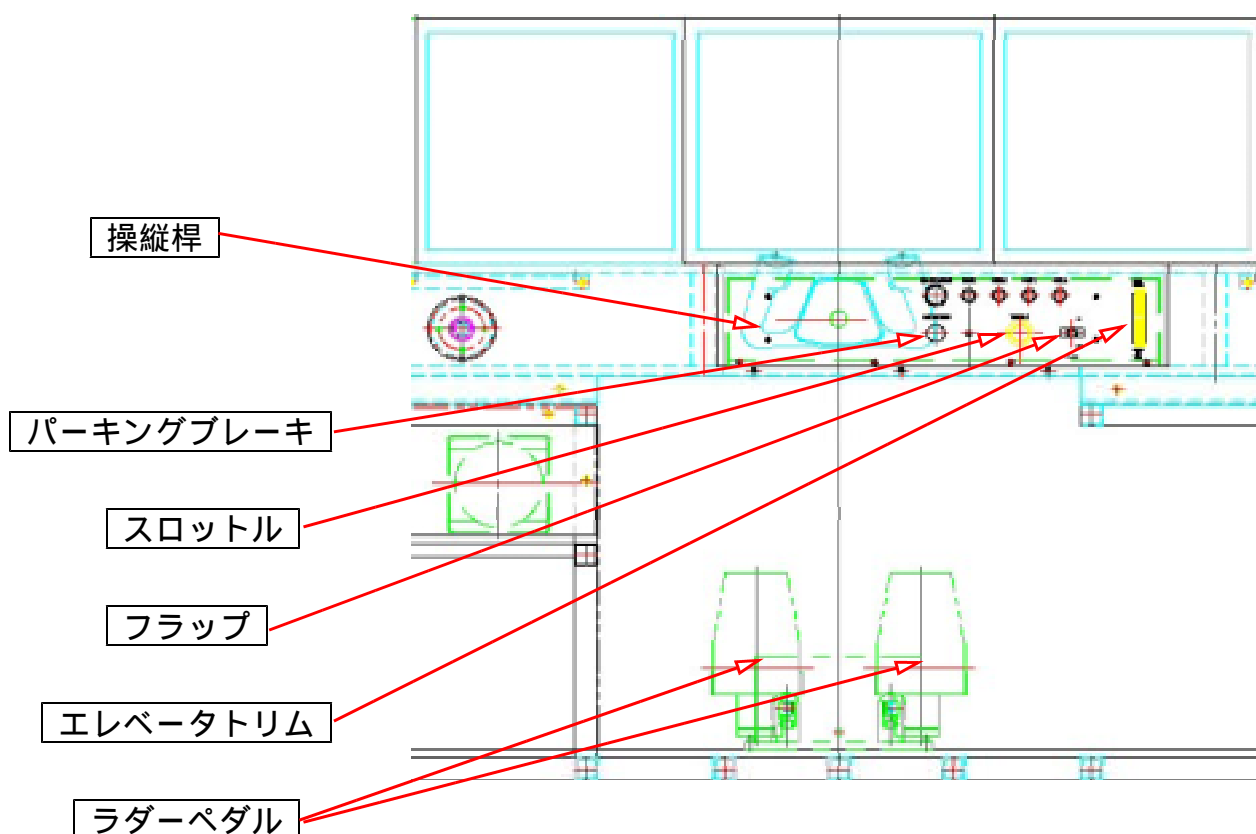 操縦桿
パーキングブレーキ
スロットル
フラップ
エレベータトリム
ラダーペダル